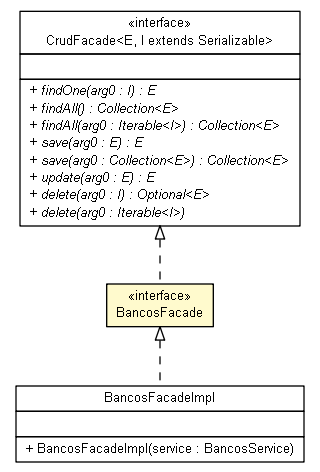 «interface»
CrudFacade<E, I extends Serializable>
+ findOne(arg0 : I) : E
+ findAll() : Collection<E>
+ findAll(arg0 : Iterable<I>) : Collection<E>
+ save(arg0 : E) : E
+ save(arg0 : Collection<E>) : Collection<E>
+ update(arg0 : E) : E
+ delete(arg0 : I) : Optional<E>
+ delete(arg0 : Iterable<I>)
«interface»
BancosFacade
BancosFacadeImpl
+ BancosFacadeImpl(service : BancosService)